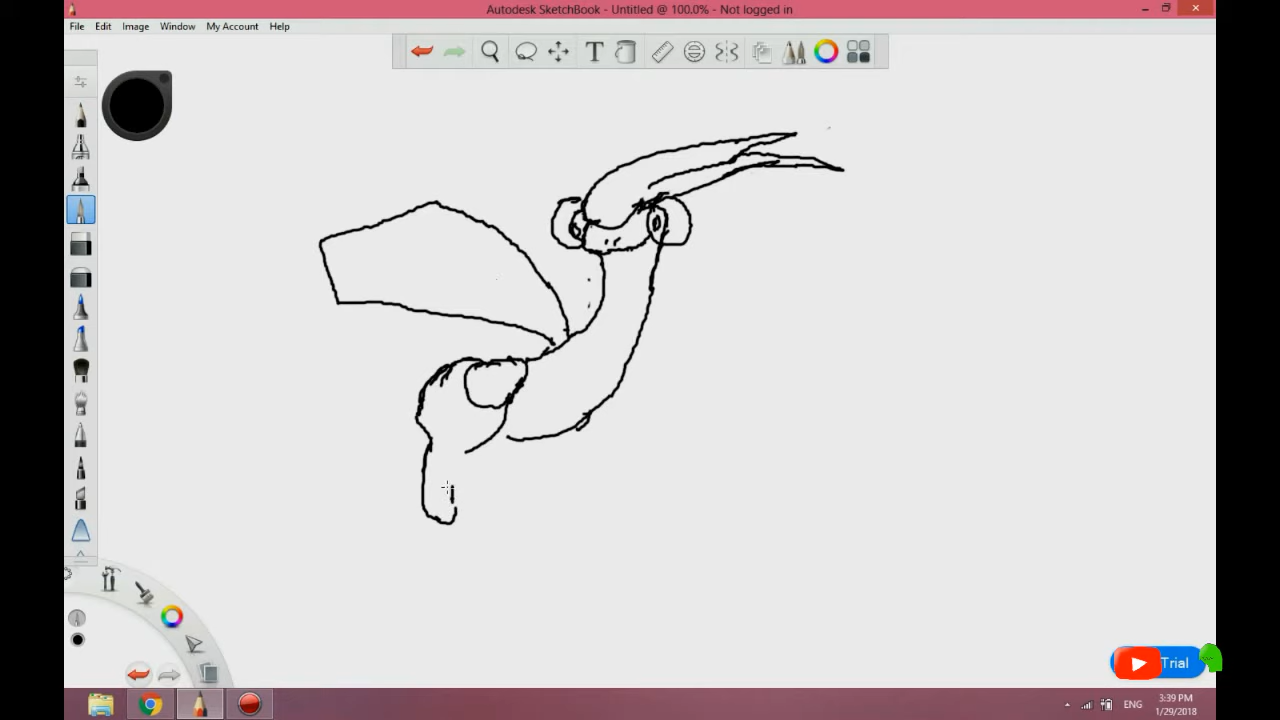 Autodesk SketchBook - Untitled @ 100.0% - Not logged in
File Edit Image Window My Account Help
T
Trial
ENG
3:39 PM
1/29/2018